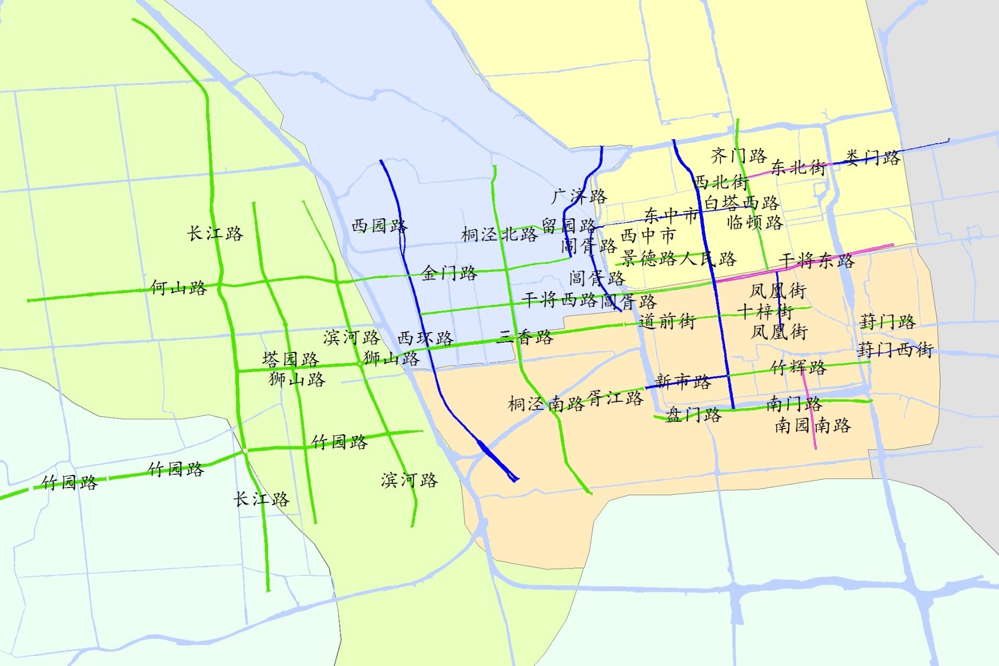 齐门路
东北街
娄门路
西北街
广济路
白塔西路
东中市
临顿路
西园路
留园路
长江路
桐泾北路
西中市
阊胥路
景德路
人民路
干将东路
金门路
阊胥路
何山路
凤凰街
干将西路
阊胥路
十梓街
道前街
葑门路
凤凰街
滨河路
西环路
三香路
葑门西街
塔园路
狮山路
竹辉路
狮山路
新市路
桐泾南路
胥江路
南门路
盘门路
南园南路
竹园路
竹园路
竹园路
滨河路
长江路